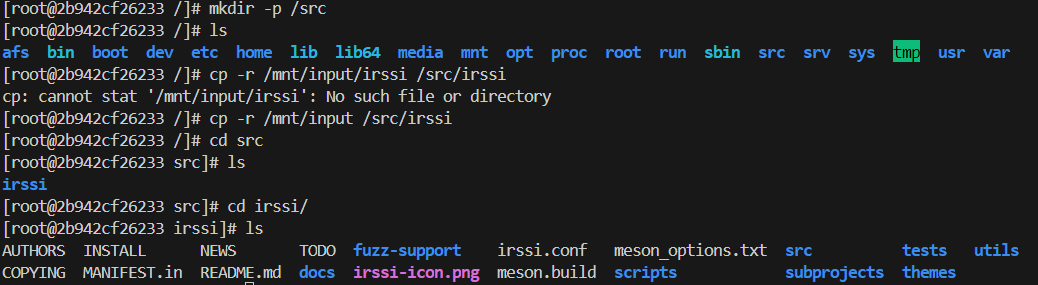 [root@2b942cf26233 /]# mkdir -p /src
[root@2b942cf26233 /]# ls
afs bin boot dev etc home lib lib64 media mnt opt proc root run sbin src srv sys tmp usr var
[root@2b942cf26233 /]# cp -r /mnt/input/irssi /src/irssi
cp: cannot stat '/mnt/input/irssi': No such file or directory
[root@2b942cf26233 /]# cp -r /mnt/input /src/irssi
[root@2b942cf26233 /]# cd src
[root@2b942cf26233 src]# ls
irssi
[root@2b942cf26233 src]# cd irssi/
[root@2b942cf26233 irssi]# ls
AUTHORS INSTALL NEWS TODO fuzz-support irssi.conf meson_options.txt src tests utils
COPYING MANIFEST.in README.md docs irssi-icon.png meson.build scripts subprojects themes